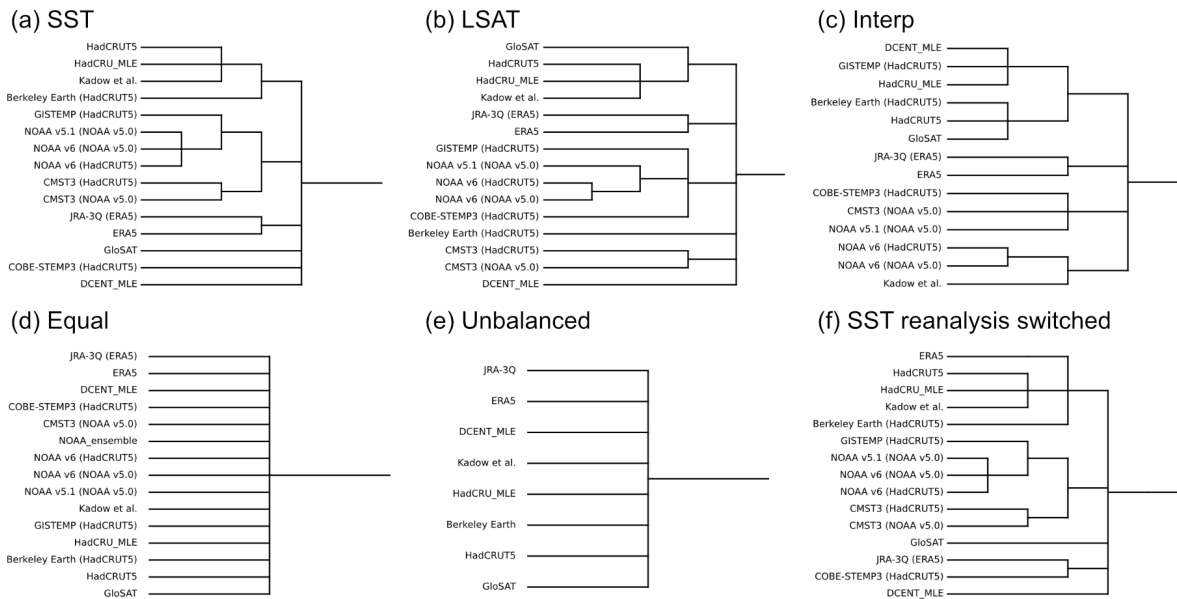 (a) SST
HadCRUT5
HadCRU_MLE
Kadow et al.
Berkeley Earth (HadCRUT5)
GISTEMP (HadCRUT5)
NOAA v5.1 (NOAA v5.0)
NOAA v6 (NOAA v5.0)
NOAA v6 (HadCRUT5)
CMST3 (HadCRUT5)
CMST3 (NOAA v5.0)
JRA-3Q (ERA5)
ERA5
GloSAT
COBE-STEMP3 (HadCRUT5)
DCENT_MLE
(b) LSAT
GloSAT
HadCRUT5
HadCRU_MLE
Kadow et al.
JRA-3Q (ERA5)
ERA5
GISTEMP (HadCRUT5)
NOAA v5.1 (NOAA v5.0)
NOAA v6 (HadCRUT5)
NOAA v6 (NOAA v5.0)
COBE-STEMP3 (HadCRUT5)
Berkeley Earth (HadCRUT5)
CMST3 (HadCRUT5)
CMST3 (NOAA v5.0)
DCENT_MLE
(c) Interp
DCENT_MLE
GISTEMP (HadCRUT5)
HadCRU_MLE
Berkeley Earth (HadCRUT5)
HadCRUT5
GloSAT
JRA-3Q (ERA5)
ERA5
COBE-STEMP3 (HadCRUT5)
CMST3 (NOAA v5.0)
NOAA v5.1 (NOAA v5.0)
NOAA v6 (HadCRUT5)
NOAA v6 (NOAA v5.0)
Kadow et al.
(d) Equal
JRA-3Q (ERA5)
ERA5
DCENT_MLE
COBE-STEMP3 (HadCRUT5)
CMST3 (NOAA v5.0)
NOAA_ensemble
NOAA v6 (HadCRUT5)
NOAA v6 (NOAA v5.0)
NOAA v5.1 (NOAA v5.0)
Kadow et al.
GISTEMP (HadCRUT5)
HadCRU_MLE
Berkeley Earth (HadCRUT5)
HadCRUT5
GloSAT
(e) Unbalanced
JRA-3Q
ERA5
DCENT_MLE
Kadow et al.
HadCRU_MLE
Berkeley Earth
HadCRUT5
GloSAT
(f) SST reanalysis switched
ERA5
HadCRUT5
HadCRU_MLE
Kadow et al.
Berkeley Earth (HadCRUT5)
GISTEMP (HadCRUT5)
NOAA v5.1 (NOAA v5.0)
NOAA v6 (NOAA v5.0)
NOAA v6 (HadCRUT5)
CMST3 (HadCRUT5)
CMST3 (NOAA v5.0)
GloSAT
JRA-3Q (ERA5)
COBE-STEMP3 (HadCRUT5)
DCENT_MLE